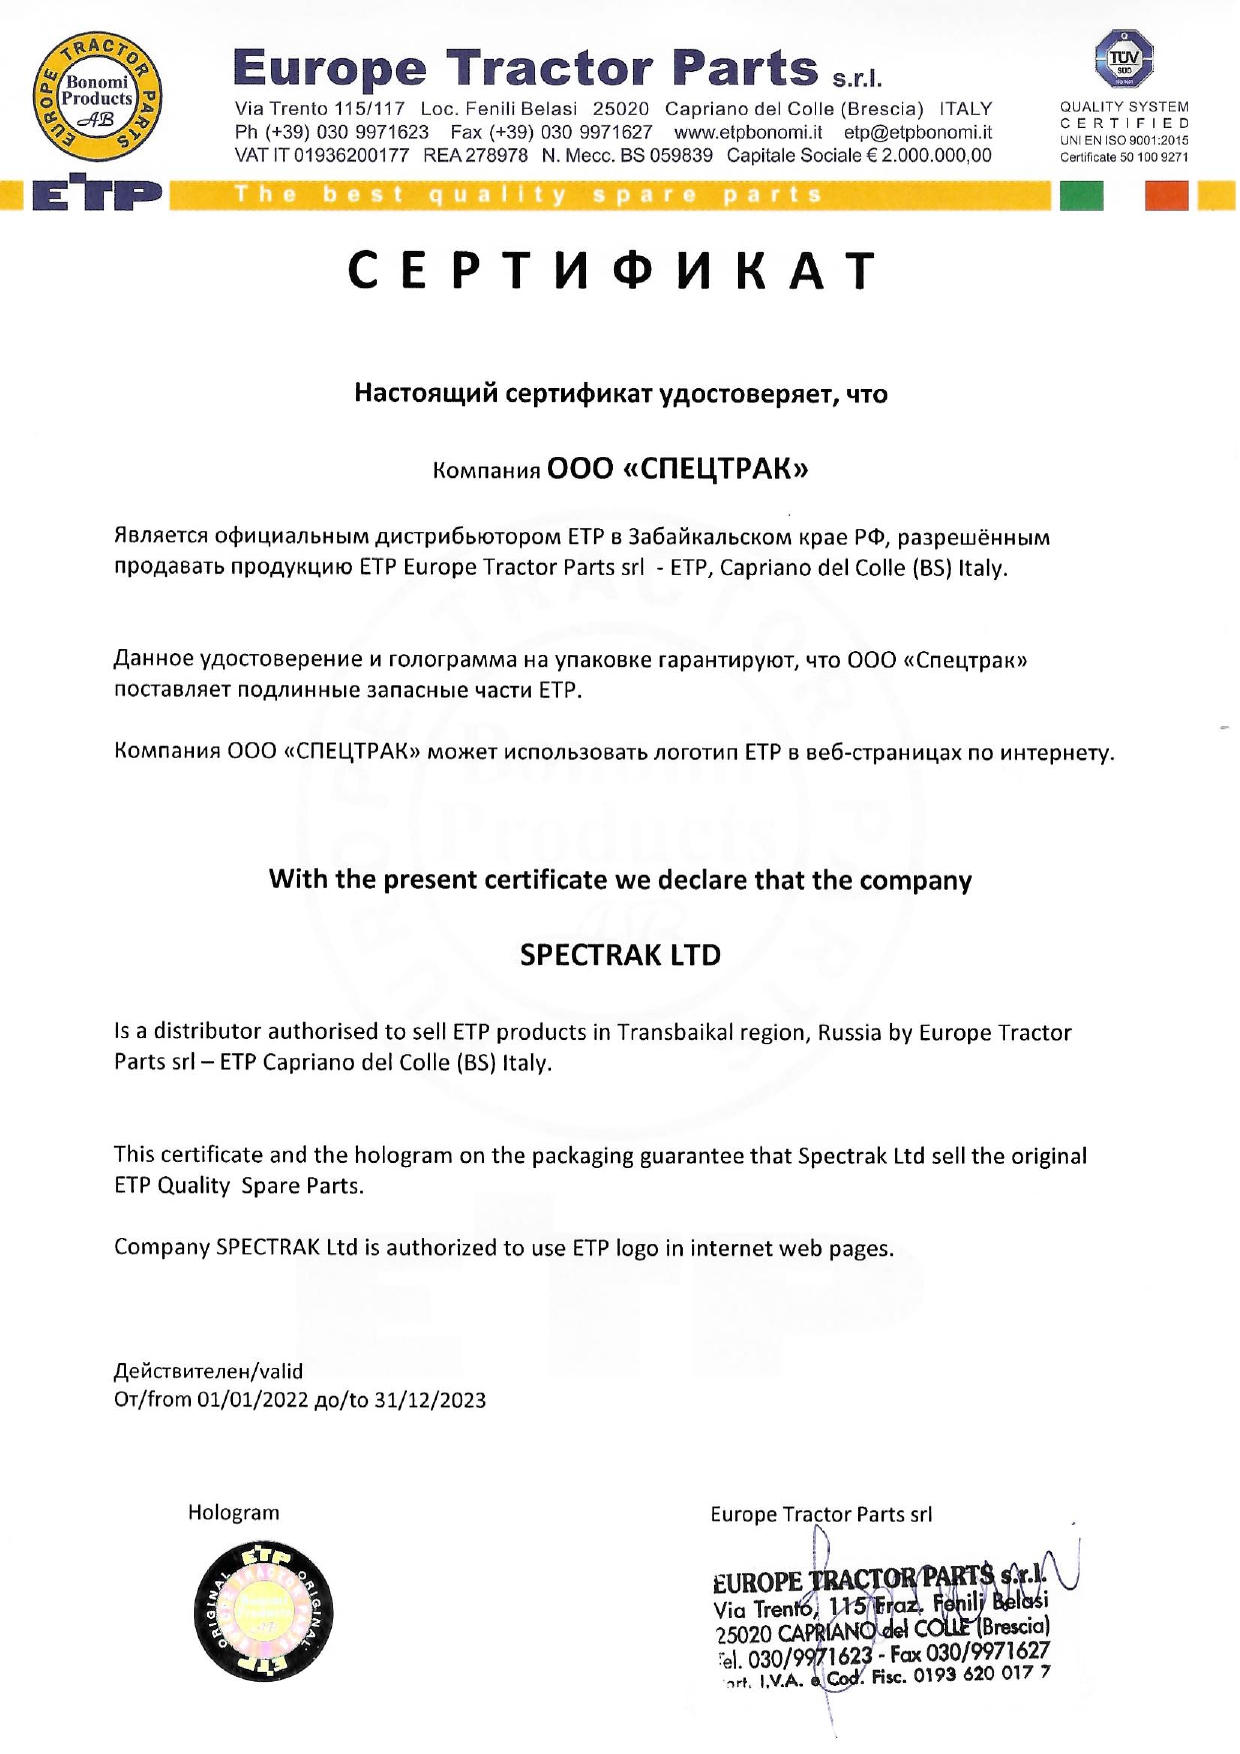 EUROPE TRACTOR PARTS
Bonomi
Products
AB
ETP
Europe Tractor Parts s.r.l.
Via Trento 115/117 Loc. Fenili Belasi 25020 Capriano del Colle (Brescia) ITALY
Ph (+39) 030 9971623 Fax (+39) 030 9971627 www.etpbonomi.it etp@etpbonomi.it
VAT IT 01936200177 REA 278978 N. Mecc. BS 059839 Capitale Sociale € 2.000.000,00
The best quality spare parts
TÜV
SÜD
QUALITY SYSTEM
CERTIFIED
UNI EN ISO 9001:2015
Certificate 50 100 9271
СЕРТИФИКАТ
Настоящий сертификат удостоверяет, что
Компания ООО «СПЕЦТРАК»
Является официальным дистрибьютором ETP в Забайкальском крае РФ, разрешённым
продавать продукцию ETP Europe Tractor Parts srl - ETP, Capriano del Colle (BS) Italy.
Данное удостоверение и голограмма на упаковке гарантируют, что ООО «Спецтрак»
поставляет подлинные запасные части ETP.
Компания ООО «СПЕЦТРАК» может использовать логотип ETP в веб-страницах по интернету.
With the present certificate we declare that the company
SPECTRAK LTD
Is a distributor authorised to sell ETP products in Transbaikal region, Russia by Europe Tractor
Parts srl – ETP Capriano del Colle (BS) Italy.
This certificate and the hologram on the packaging guarantee that Spectrak Ltd sell the original
ETP Quality Spare Parts.
Company SPECTRAK Ltd is authorized to use ETP logo in internet web pages.
Действителен/valid
От/from 01/01/2022 до/to 31/12/2023
Hologram
ETP
ORIGINAL
ORIGINAL
ETP
Europe Tractor Parts srl
EUROPE TRACTOR PARTS s.r.l.
Via Trento, 115 Fraz. Fenili Belasi
25020 CAPRIANO del COLLE (Brescia)
Tel. 030/9971623 - Fax 030/9971627
I.V.A. e Cod. Fisc. 0193 620 017 7